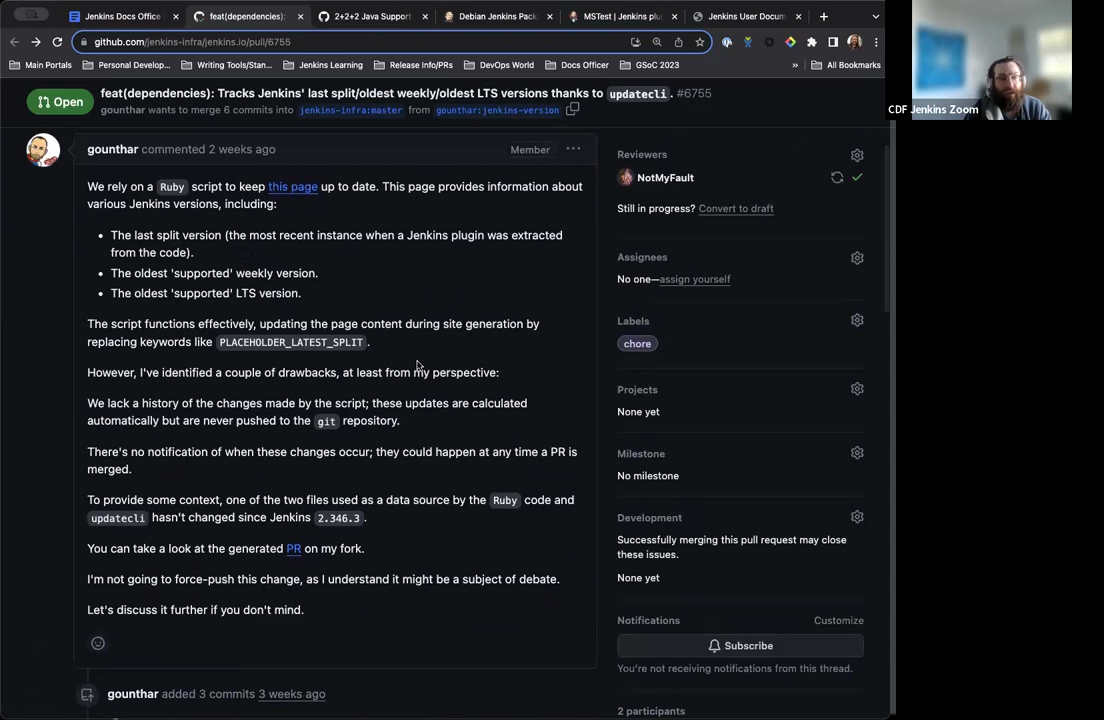 Jenkins Docs Office
feat(dependencies):
2+2+2 Java Support
Debian Jenkins Pack
MSTest | Jenkins plu
Jenkins User Docum
github.com/jenkins-infra/jenkins.io/pull/6755
Main Portals
Personal Develop...
Writing Tools/Stan...
Jenkins Learning
Release Info/PRs
DevOps World
Docs Officer
GSoC 2023
»
All Bookmarks
CDF Jenkins Zoom
Open
feat(dependencies): Tracks Jenkins' last split/oldest weekly/oldest LTS versions thanks to updatecli. #6755
gounthar wants to merge 6 commits into jenkins-infra:master from gounthar:jenkins-version
gounthar commented 2 weeks ago
Member
We rely on a Ruby script to keep this page up to date. This page provides information about
various Jenkins versions, including:
• The last split version (the most recent instance when a Jenkins plugin was extracted
from the code).
• The oldest 'supported' weekly version.
• The oldest 'supported' LTS version.
The script functions effectively, updating the page content during site generation by
replacing keywords like PLACEHOLDER_LATEST_SPLIT.
However, I've identified a couple of drawbacks, at least from my perspective:
We lack a history of the changes made by the script; these updates are calculated
automatically but are never pushed to the git repository.
There's no notification of when these changes occur; they could happen at any time a PR is
merged.
To provide some context, one of the two files used as a data source by the Ruby code and
updatecli hasn't changed since Jenkins 2.346.3.
You can take a look at the generated PR on my fork.
I'm not going to force-push this change, as I understand it might be a subject of debate.
Let's discuss it further if you don't mind.
gounthar added 3 commits 3 weeks ago
Reviewers
NotMyFault
Still in progress? Convert to draft
Assignees
No one—assign yourself
Labels
chore
Projects
None yet
Milestone
No milestone
Development
Successfully merging this pull request may close
these issues.
None yet
Notifications
Customize
Subscribe
You're not receiving notifications from this thread.
2 participants